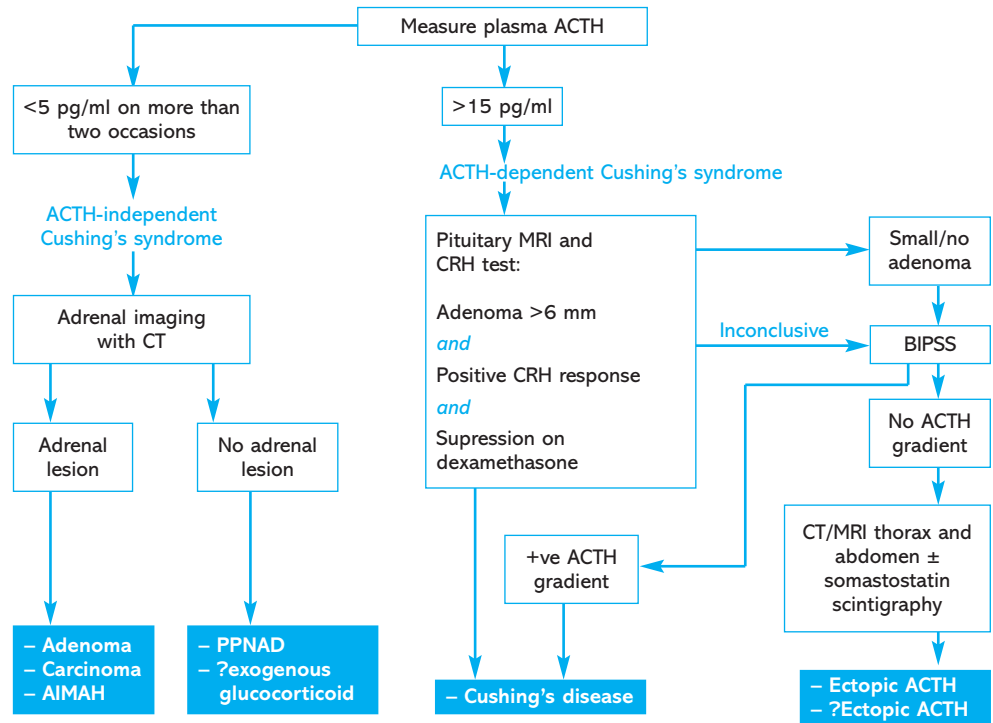 Measure plasma ACTH
<5 pg/ml on more than
two occasions
>15 pg/ml
ACTH-independent
Cushing's syndrome
ACTH-dependent Cushing's syndrome
Adrenal imaging
with CT
Adrenal
lesion
No adrenal
lesion
– Adenoma
– Carcinoma
– AIMAH
– PPNAD
– ?exogenous
glucocorticoid
Pituitary MRI and
CRH test:
Adenoma >6 mm
and
Positive CRH response
and
Supression on
dexamethasone
Small/no
adenoma
Inconclusive
BIPSS
No ACTH
gradient
+ve ACTH
gradient
CT/MRI thorax and
abdomen ±
somastostatin
scintigraphy
– Cushing's disease
– Ectopic ACTH
– ?Ectopic ACTH